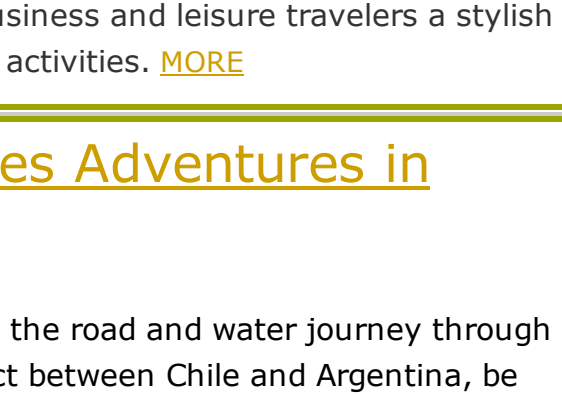 usiness and leisure travelers a stylish
activities. MORE
es Adventures in
the road and water journey through
ct between Chile and Argentina, be